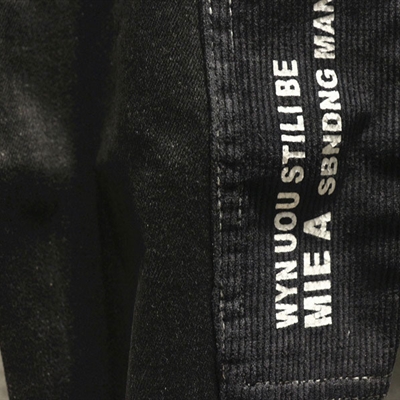 WYN UOU STILI BE
MIE A SBNDNG MAN